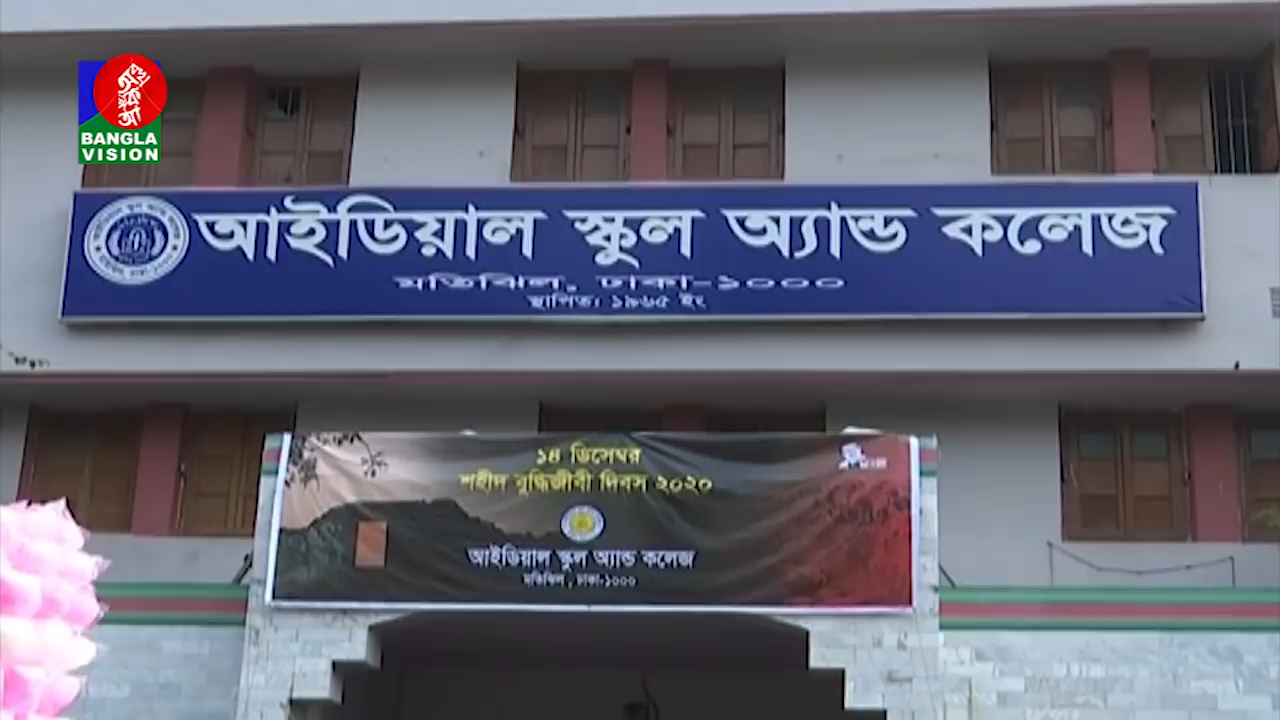 BANGLA
VISION
আইডিয়াল স্কুল অ্যান্ড কলেজ
মতিঝিল, ঢাকা-১০০০
স্থাপিত: ১৯৬৫ ইং
১৪ ডিসেম্বর
শহীদ বুদ্ধিজীবী দিবস ২০২০
আইডিয়াল স্কুল অ্যান্ড কলেজ
মতিঝিল , ঢাকা-১০০০